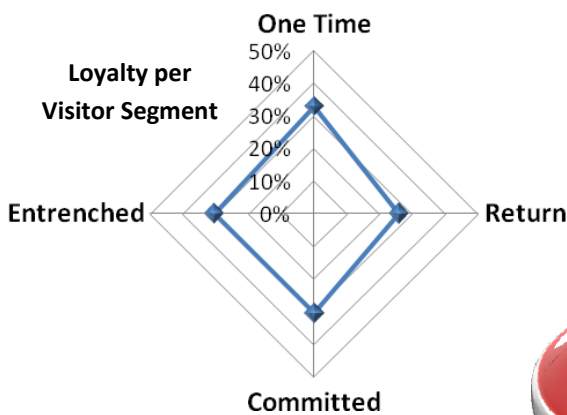 One Time
50%
Loyalty per
40%
Visitor Segment
30%
20%
10%
Entrenched
0%
Return
Committed